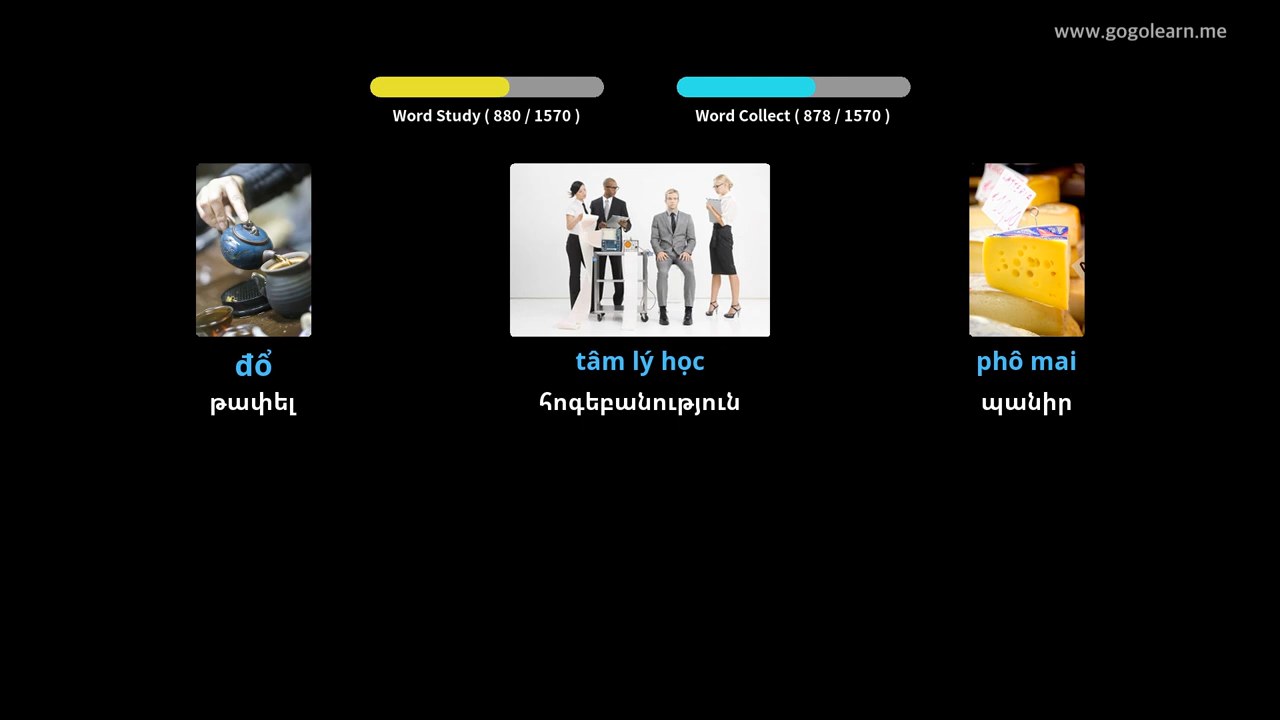 www.gogolearn.me
Word Study ( 880 / 1570 )
Word Collect ( 878 / 1570 )
đổ
tâm lý học
phô mai
թափել
հոգեբանություն
պանիր